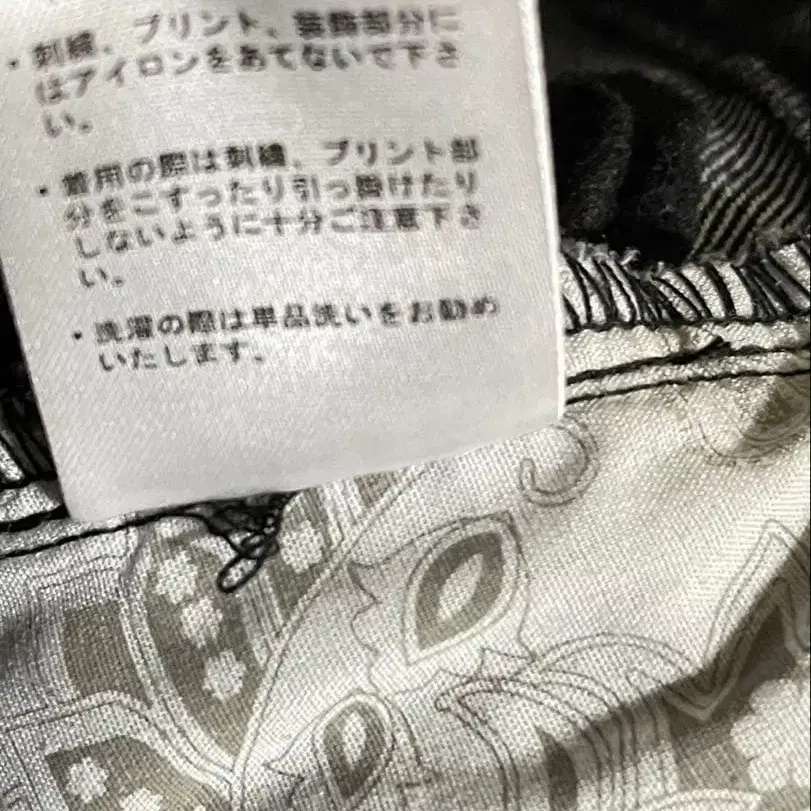 ・刺繍、プリント、装飾部分に
はアイロンをあてないで下さ
い。
・着用の際は刺繍、プリント部
分をこすったり引っ掛けたり
しないように十分ご注意下さ
い。
・洗濯の際は単品洗いをお勧め
いたします。